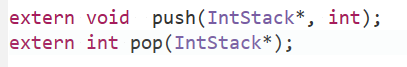 extern void  push(IntStack*, int);
extern int pop(IntStack*);